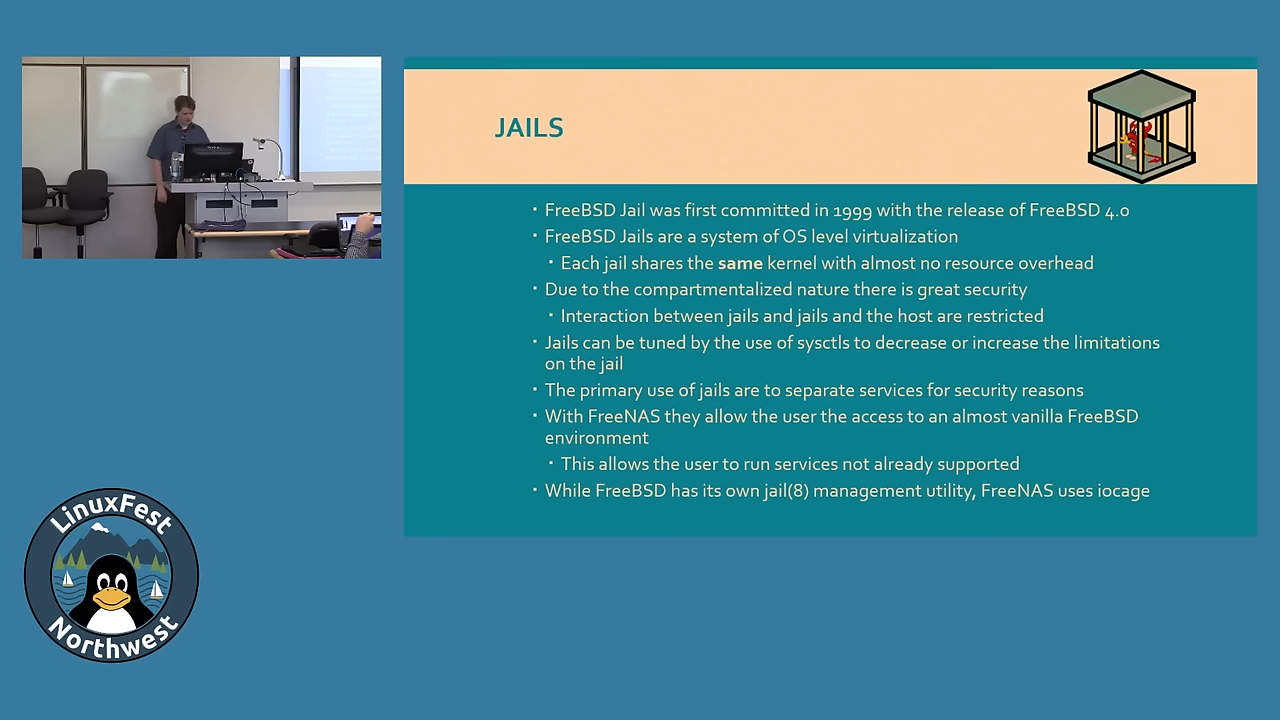 JAILS
FreeBSD Jail was first committed in 1999 with the release of FreeBSD 4.0
FreeBSD Jails are a system of OS level virtualization
Each jail shares the same kernel with almost no resource overhead
Due to the compartmentalized nature there is great security
Interaction between jails and jails and the host are restricted
Jails can be tuned by the use of sysctls to decrease or increase the limitations
on the jail
The primary use of jails are to separate services for security reasons
With FreeNAS they allow the user the access to an almost vanilla FreeBSD
environment
This allows the user to run services not already supported
While FreeBSD has its own jail(8) management utility, FreeNAS uses iocage
LinuxFest
Northwest